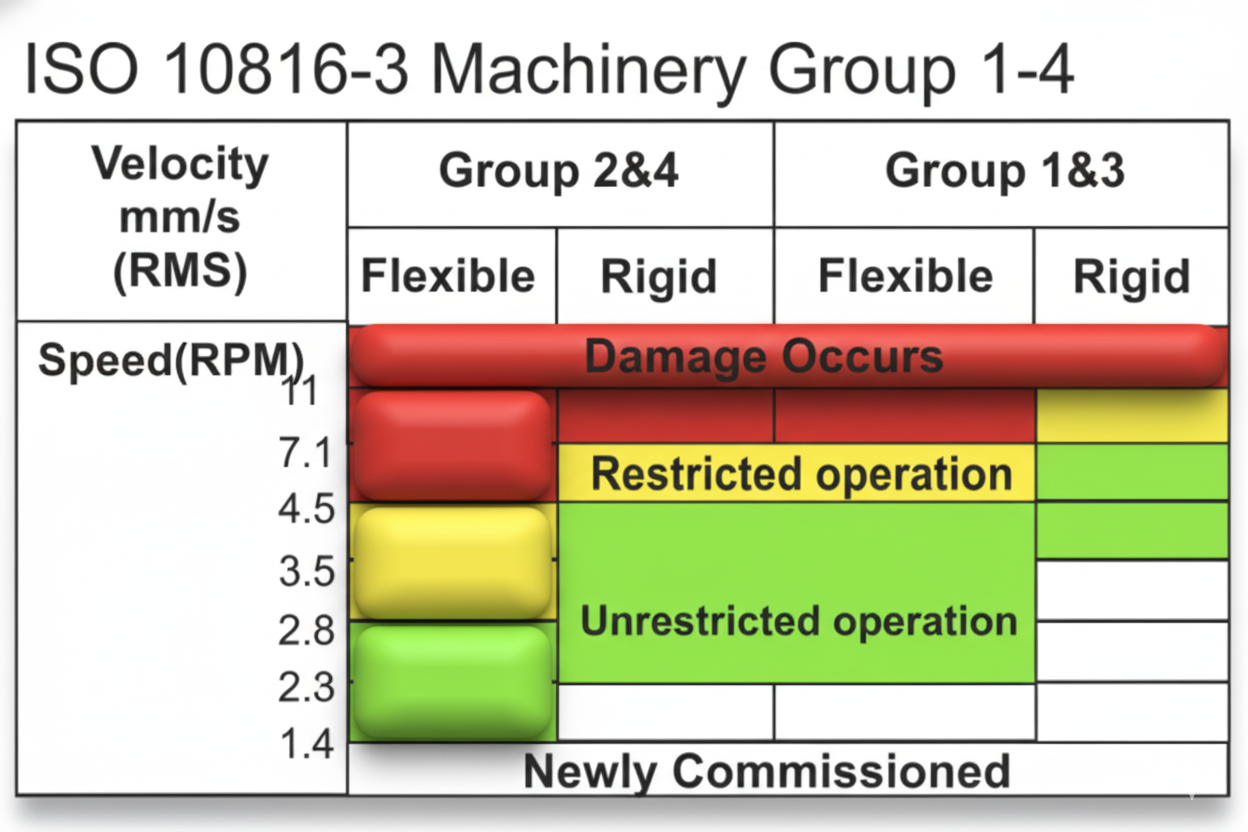 ISO 10816-3 Machinery Group 1-4
Velocity
mm/s
(RMS)
Group 2&4
Group 1&3
Flexible
Rigid
Flexible
Rigid
Speed(RPM)
Damage Occurs
11
7.1
Restricted operation
4.5
3.5
2.8
Unrestricted operation
2.3
1.4
Newly Commissioned